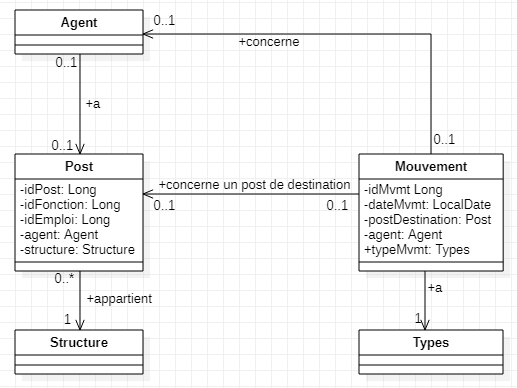 Agent
0..1
+concerne
0..1
+a
0..1
0..1
Post
-idPost: Long
-idFonction: Long
-idEmploi: Long
-agent: Agent
-structure: Structure
+concerne un post de destination
0..1
0..1
Mouvement
-idMvmt Long
-dateMvmt: LocalDate
-postDestination: Post
-agent: Agent
+typeMvmt: Types
0..*
+appartient
1
+a
1
Structure
Types